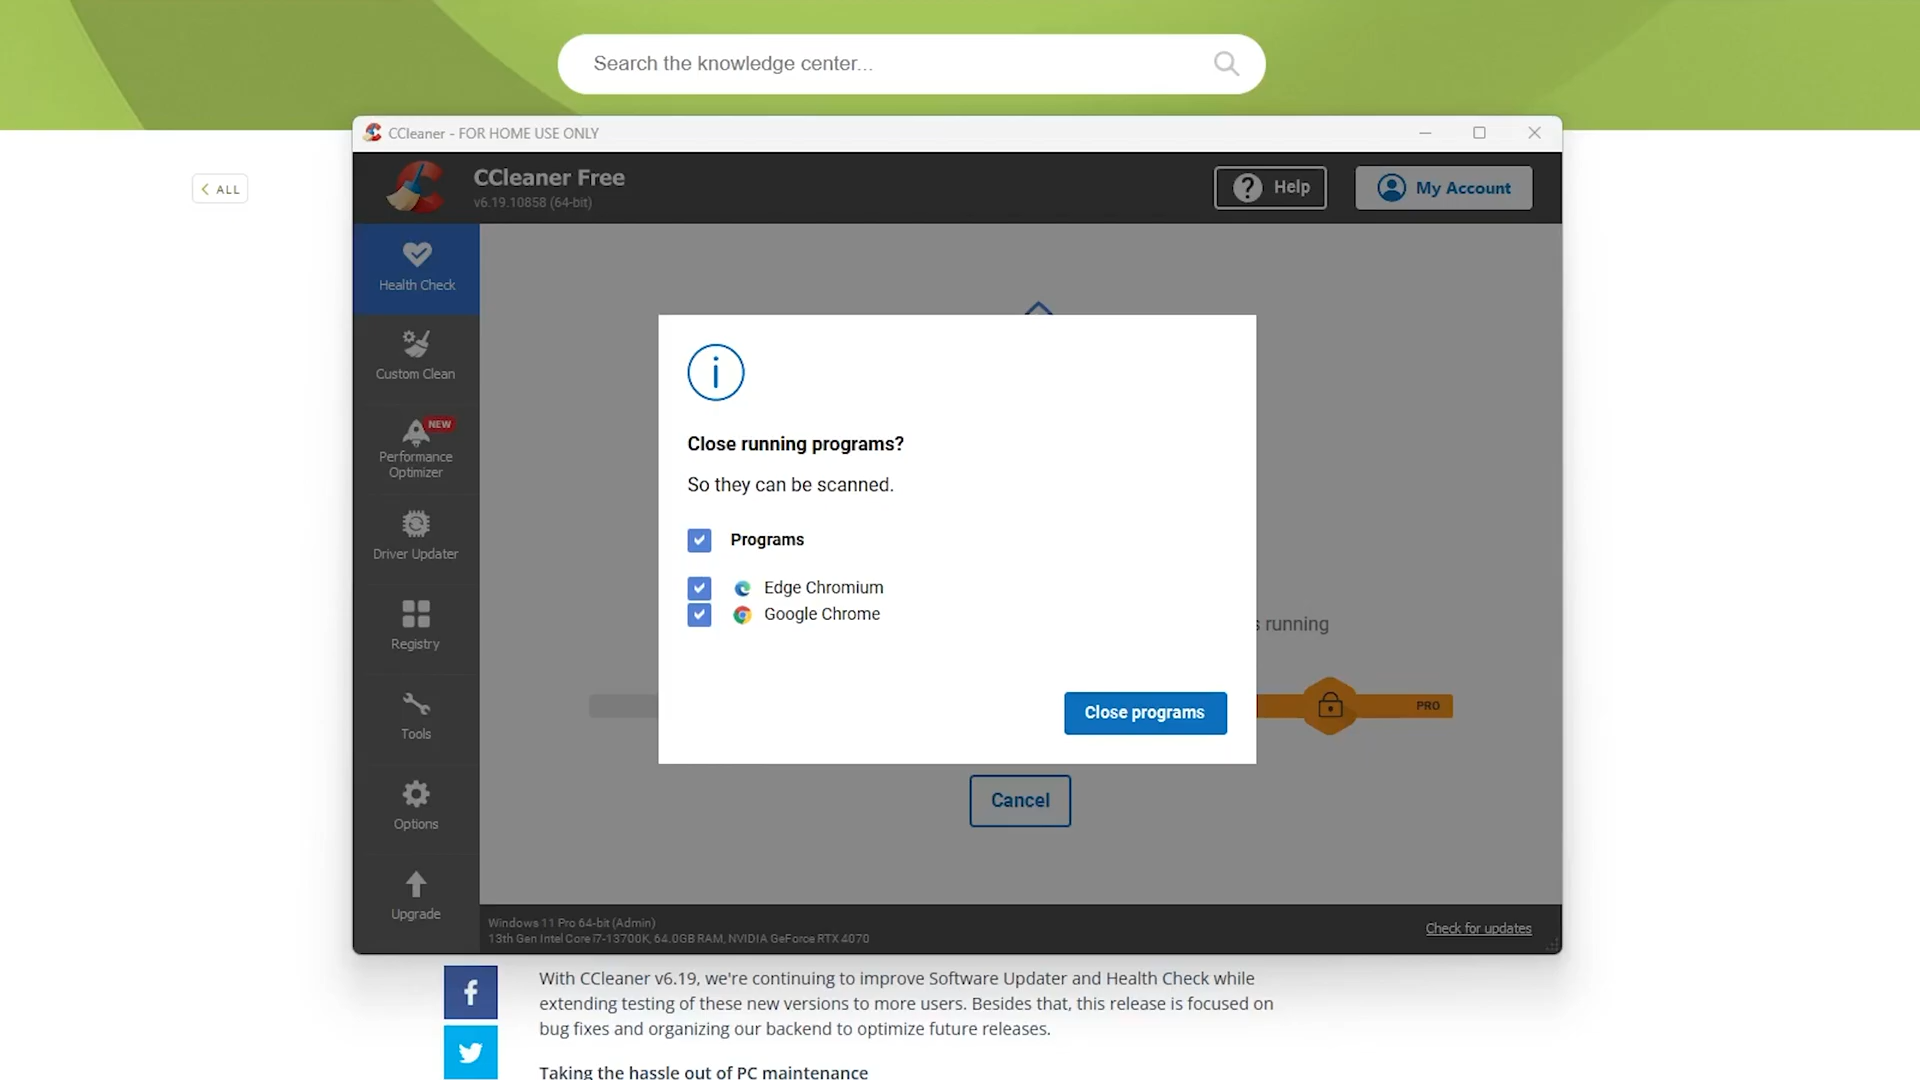 Search the knowledge center...
CCleaner - FOR HOME USE ONLY
ALL
CCleaner Free
v6.19.10858 (64-bit)
Help
My Account
Health Check
Custom Clean
NEW
Performance
Optimizer
Driver Updater
Registry
Tools
Options
Upgrade
Close running programs?
So they can be scanned.
Programs
Edge Chromium
Google Chrome
Close programs
running
PRO
Cancel
Windows 11 Pro 64-bit (Admin)
13th Gen Intel Core i7-13700K, 64.0GB RAM, NVIDIA GeForce RTX 4070
Check for updates
With CCleaner v6.19, we're continuing to improve Software Updater and Health Check while
extending testing of these new versions to more users. Besides that, this release is focused on
bug fixes and organizing our backend to optimize future releases.
Taking the hassle out of PC maintenance